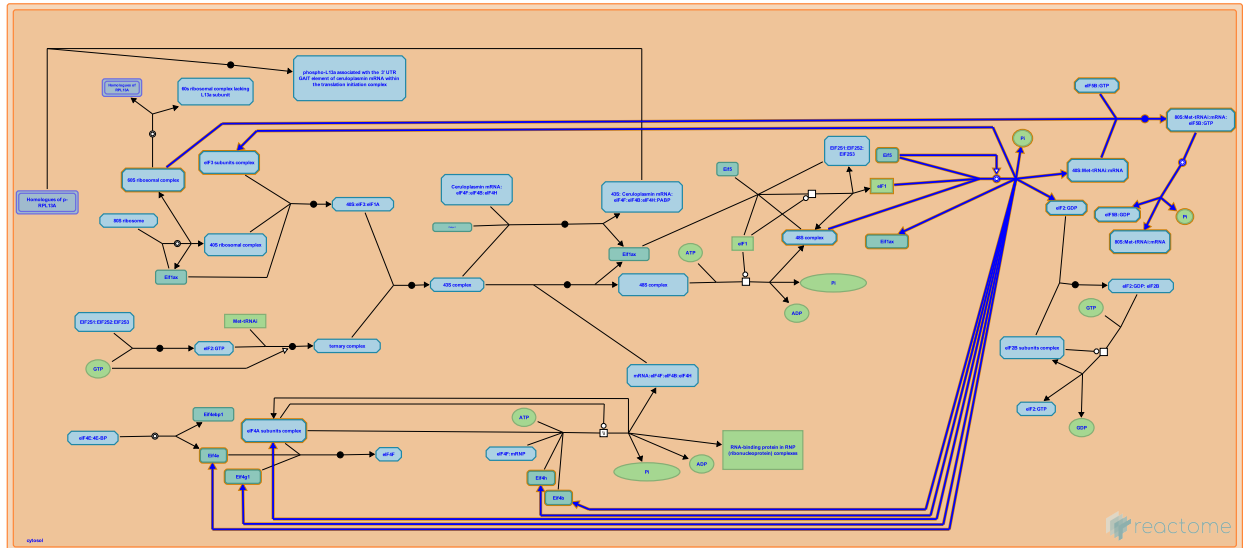 phospho-L13a associated wth the 3' UTR
GAIT element of ceruloplasmin mRNA within
the translation initiation complex
Homologues of
RPL13A
60s ribosomal complex lacking
L13a subunit
eIF5B:GTP
80S:Met-tRNAi:mRNA:
eIF5B:GTP
Pi
EIF2S1:EIF2S2:
EIF2S3
Eif5
Eif5
eIF3 subunits complex
60S ribosomal complex
Ceruloplasmin mRNA:
eIF4F:eIF4B:eIF4H
43S: Ceruloplasmin mRNA:
eIF4F:eIF4B:eIF4H:PABP
eIF1
48S:Met-tRNAi:mRNA
Homologues of p-
RPL13A
40S:eIF3:eIF1A
eIF2:GDP
eIF5B:GDP
Pi
80S ribosome
40S ribosomal complex
48S complex
Eif1ax
80S:Met-tRNAi:mRNA
eIF1
Eif1ax
ATP
Eif1ax
43S complex
48S complex
Pi
ADP
eIF2:GDP: eIF2B
GTP
EIF2S1:EIF2S2:EIF2S3
Met-tRNAi
eIF2:GTP
ternary complex
eIF2B subunits complex
GTP
mRNA:eIF4F:eIF4B:eIF4H
eIF2:GTP
GDP
Eif4ebp1
ATP
eIF4E:4E-BP
eIF4A subunits complex
RNA-binding protein in RNP
(ribonucleoprotein) complexes
Eif4e
eIF4F
eIF4F:mRNP
ADP
Pi
Eif4g1
Eif4h
Eif4b
reactome
cytosol